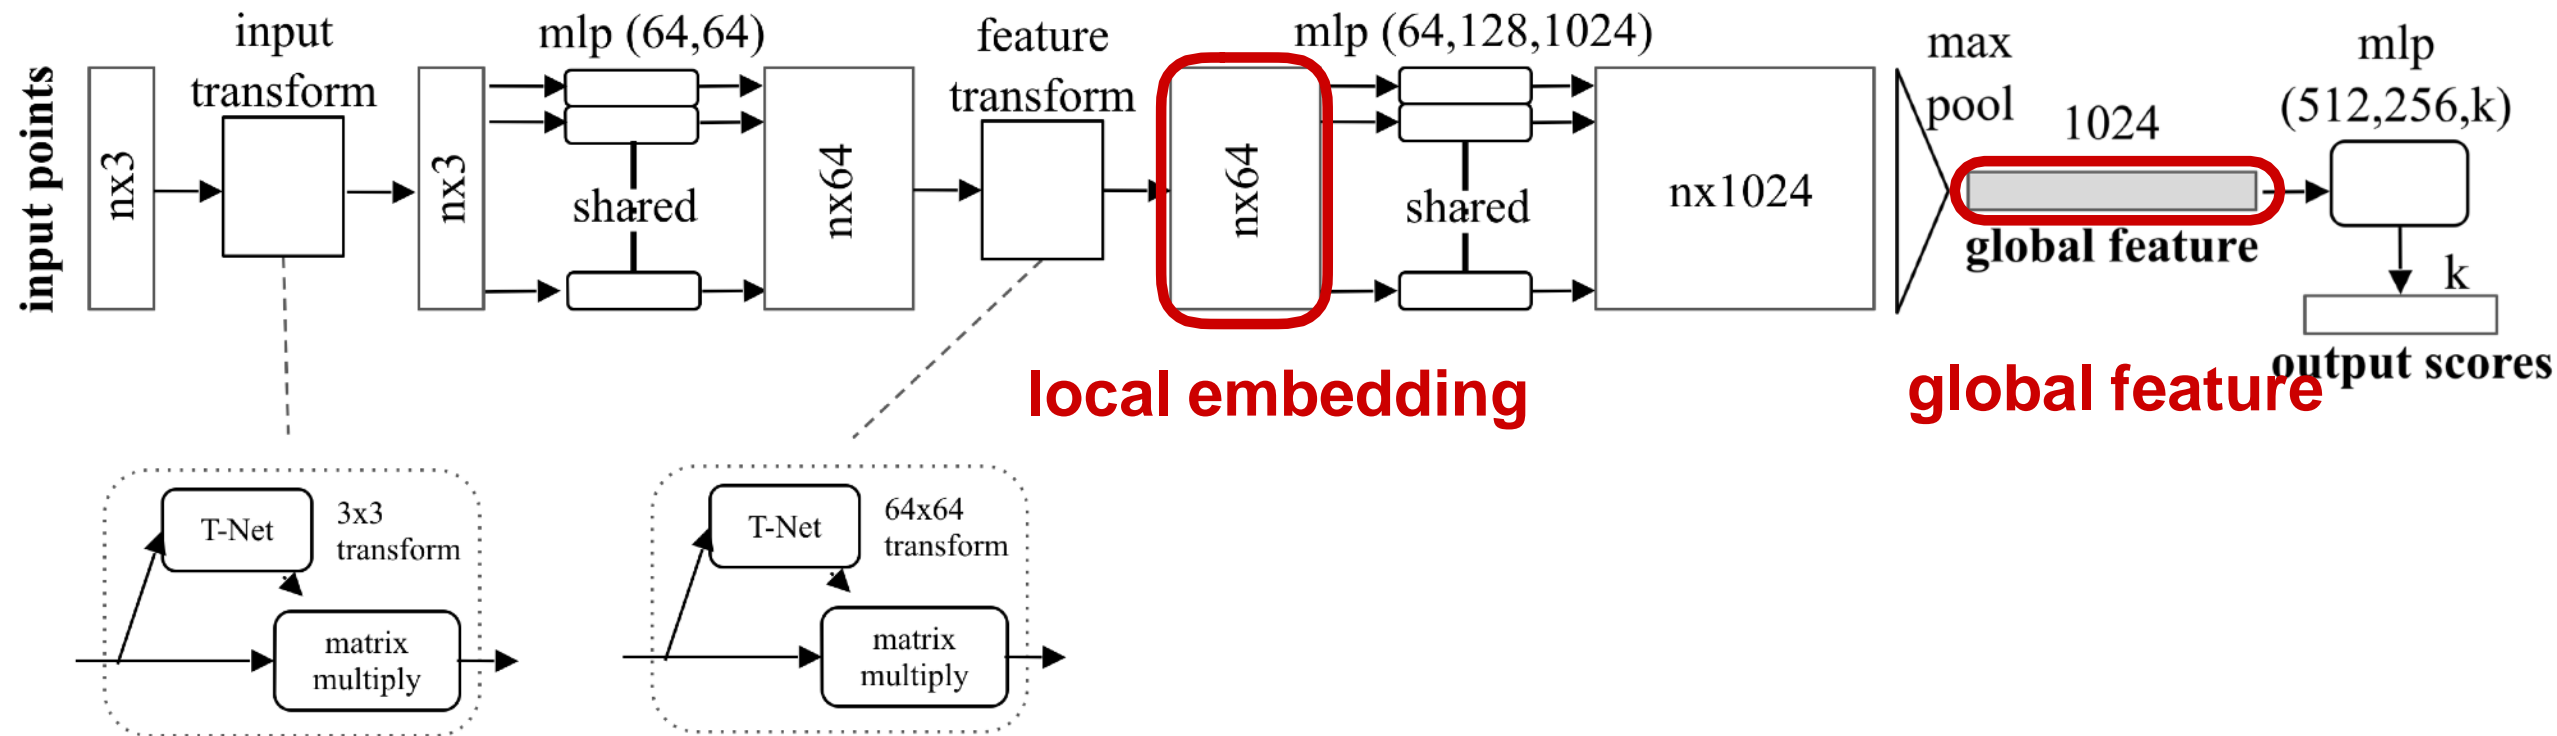 input points
nx3
input
transform
nx3
mlp (64,64)
shared
nx64
feature
transform
nx64
mlp (64,128,1024)
shared
nx1024
max
pool
1024
global feature
mlp
(512,256,k)
k
output scores
local embedding
global feature
T-Net
3x3
transform
matrix
multiply
T-Net
64x64
transform
matrix
multiply